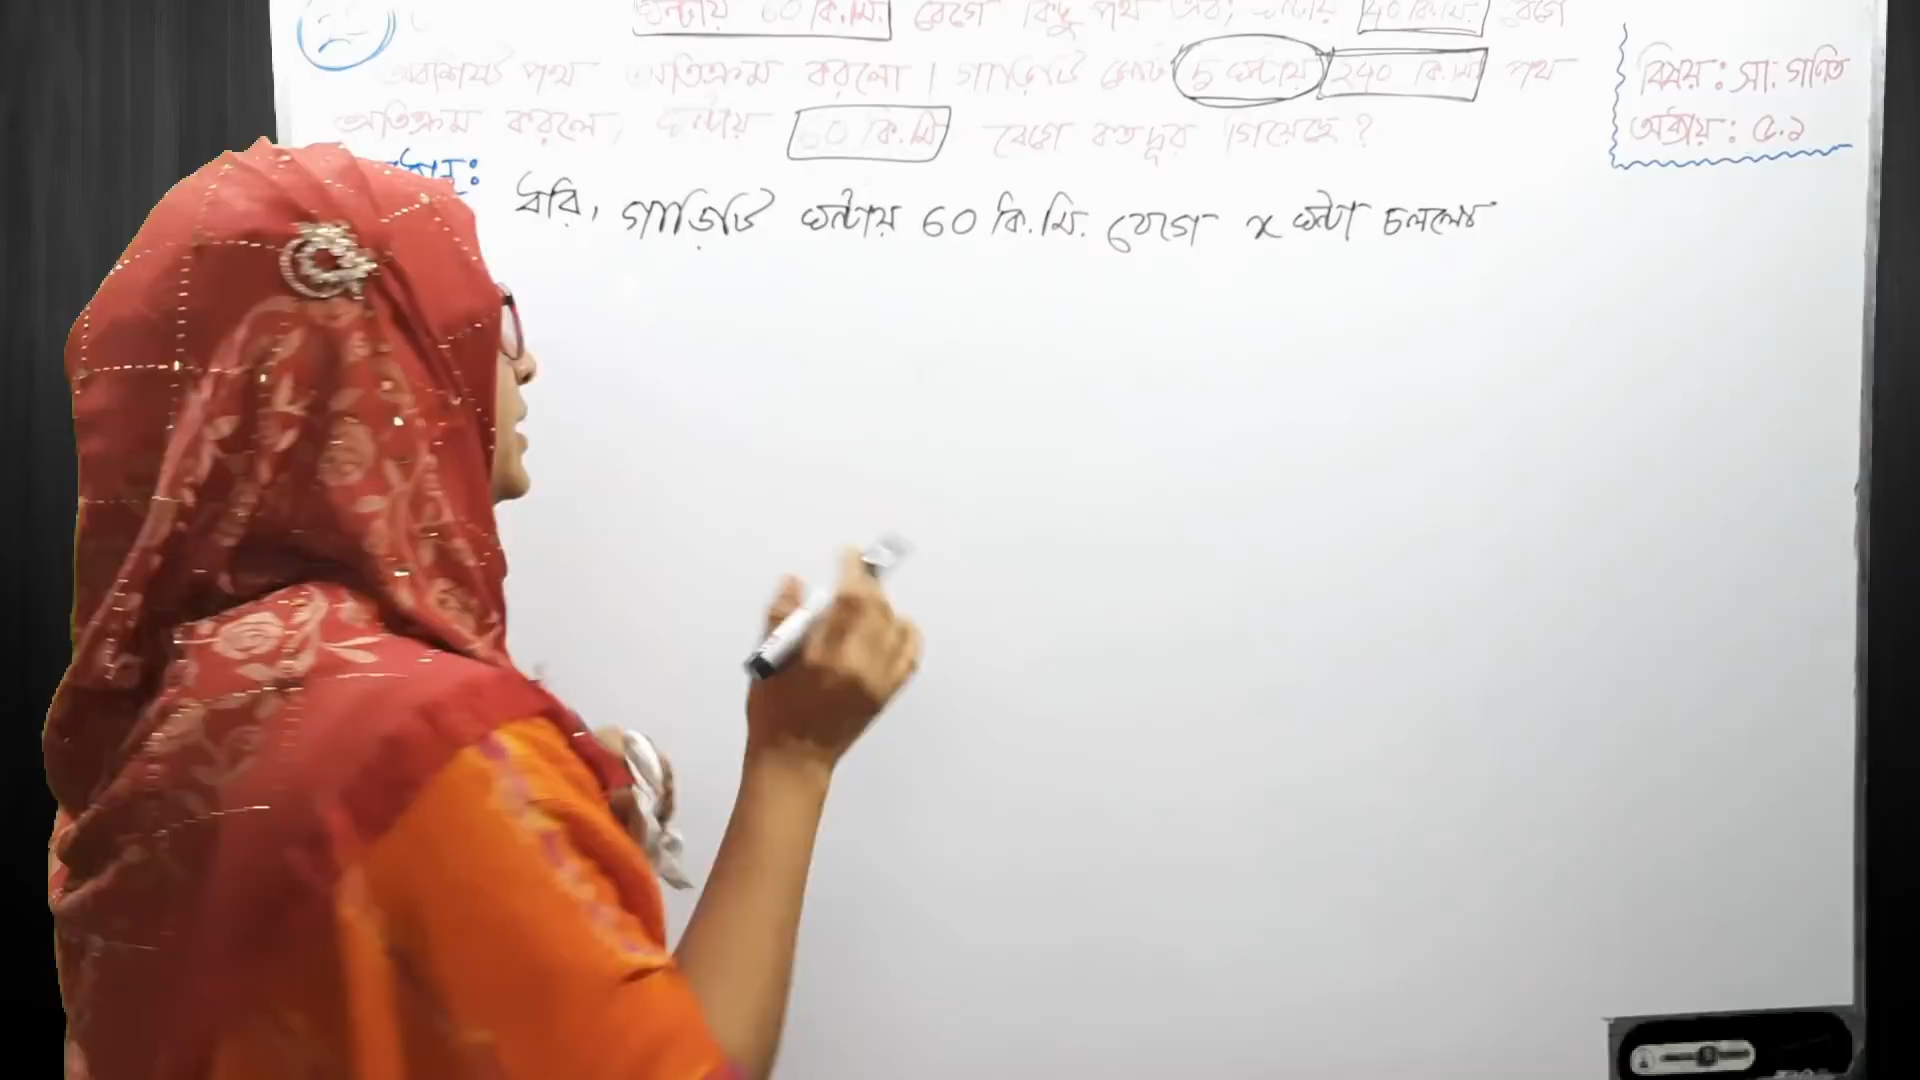 ঘন্টায় 60 কি.মি. বেগে কিছু পথ এবং ঘন্টায় 40 কি.মি. বেগে
অবশিষ্ট পথ অতিক্রম করলো। গাড়িটি মোট 5 ঘন্টায় 240 কি.মি পথ
অতিক্রম করলে, ঘন্টায় 60 কি.মি বেগে কতদূর গিয়েছে?
বিষয়: সা. গণিত
অধ্যায়: ৫.১
ধরি, গাড়িটি ঘন্টায় 60 কি.মি. বেগে x ঘন্টা চললো